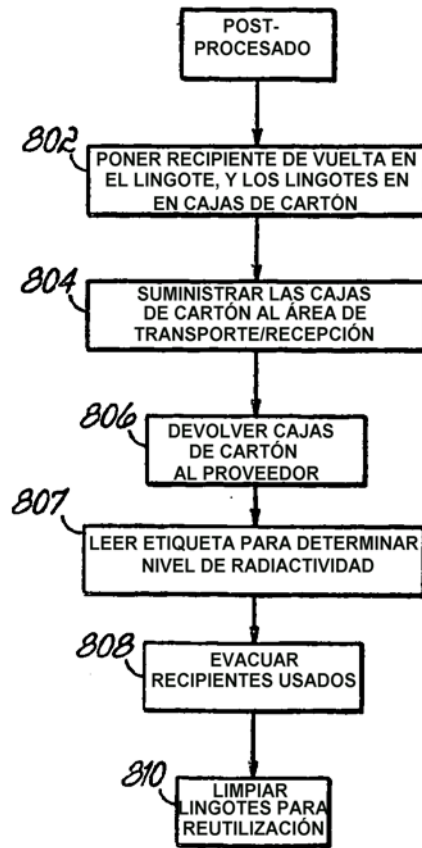 POST-
PROCESADO
802
PONER RECIPIENTE DE VUELTA EN
EL LINGOTE, Y LOS LINGOTES EN
EN CAJAS DE CARTÓN
804
SUMINISTRAR LAS CAJAS
DE CARTÓN AL ÁREA DE
TRANSPORTE/RECEPCIÓN
806
DEVOLVER CAJAS
DE CARTÓN
AL PROVEEDOR
807
LEER ETIQUETA PARA DETERMINAR
NIVEL DE RADIACTIVIDAD
808
EVACUAR
RECIPIENTES USADOS
810
LIMPIAR
LINGOTES PARA
REUTILIZACIÓN